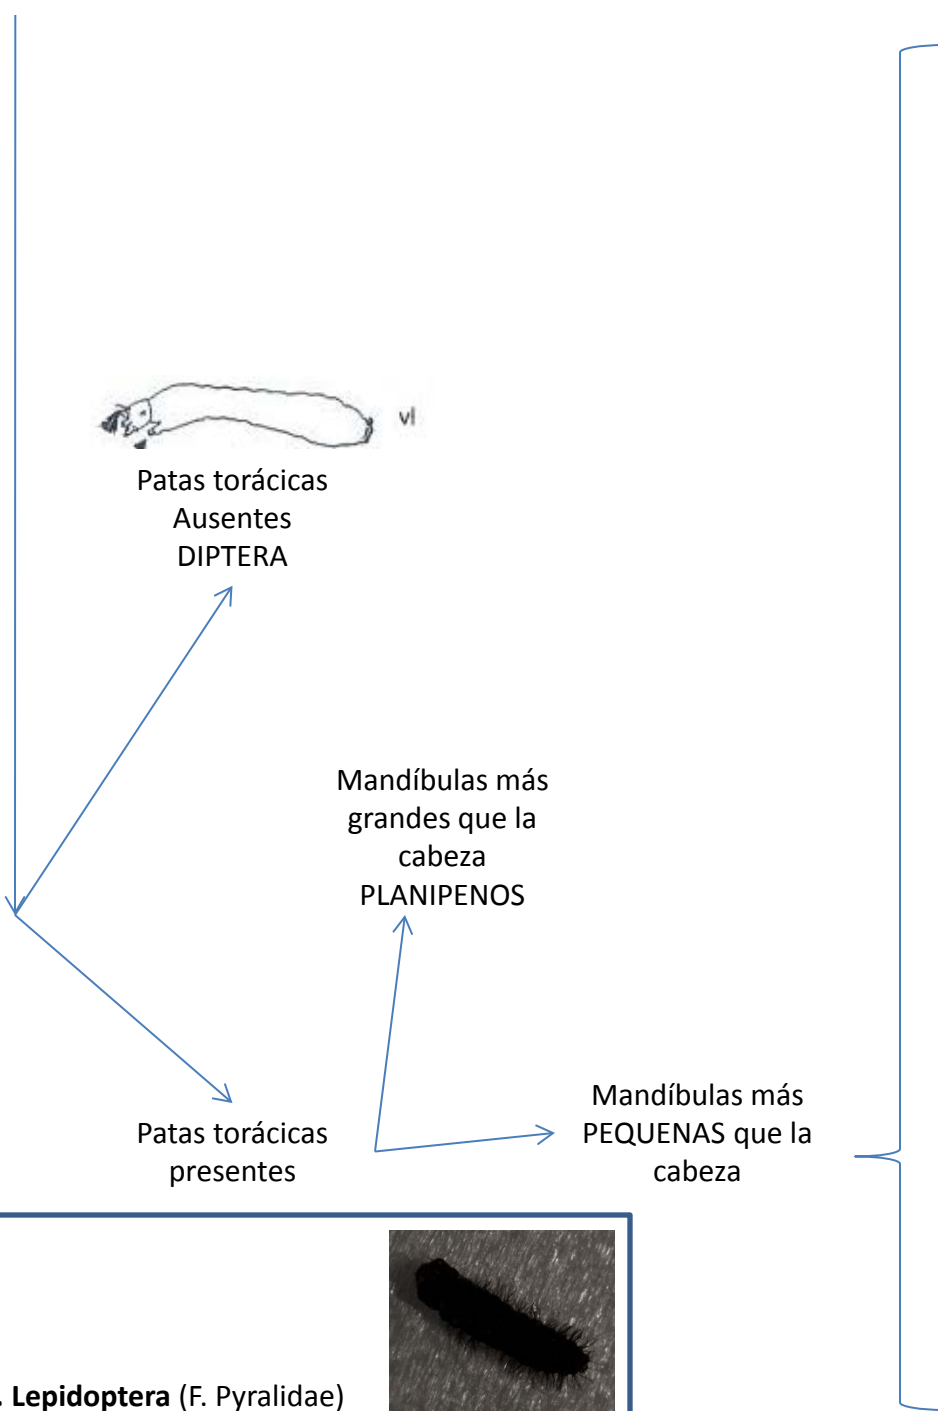 vl
Patas torácicas
Ausentes
DIPTERA
Mandíbulas más
grandes que la
cabeza
PLANIPENOS
Mandíbulas más
PEQUENAS que la
cabeza
Patas torácicas
presentes
. Lepidoptera (F. Pyralidae)